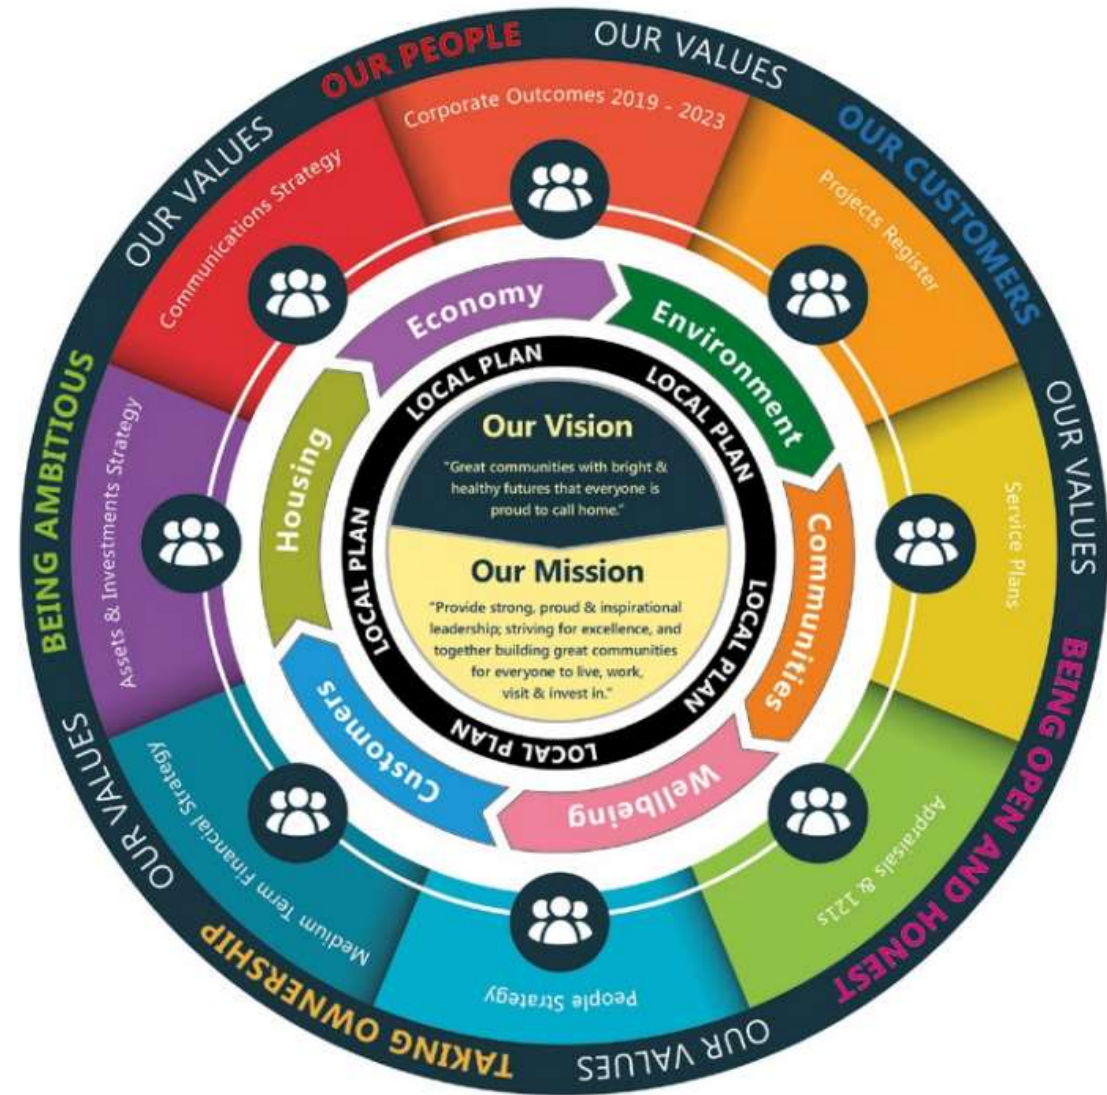 OUR PEOPLE
OUR VALUES
OUR CUSTOMERS
OUR VALUES
BEING OPEN AND HONEST
OUR VALUES
TAKING OWNERSHIP
OUR VALUES
BEING AMBITIOUS
OUR VALUES
Corporate Outcomes 2019 - 2023
Projects Register
Service Plans
Appraisals & 121s
People Strategy
Medium Term Financial Strategy
Assets & Investments Strategy
Communications Strategy
Economy
Environment
Communities
Wellbeing
Customers
Housing
LOCAL PLAN
LOCAL PLAN
LOCAL PLAN
LOCAL PLAN
LOCAL PLAN
Our Vision
"Great communities with bright &
healthy futures that everyone is
proud to call home."
Our Mission
"Provide strong, proud & inspirational
leadership; striving for excellence, and
together building great communities
for everyone to live, work,
visit & invest in."